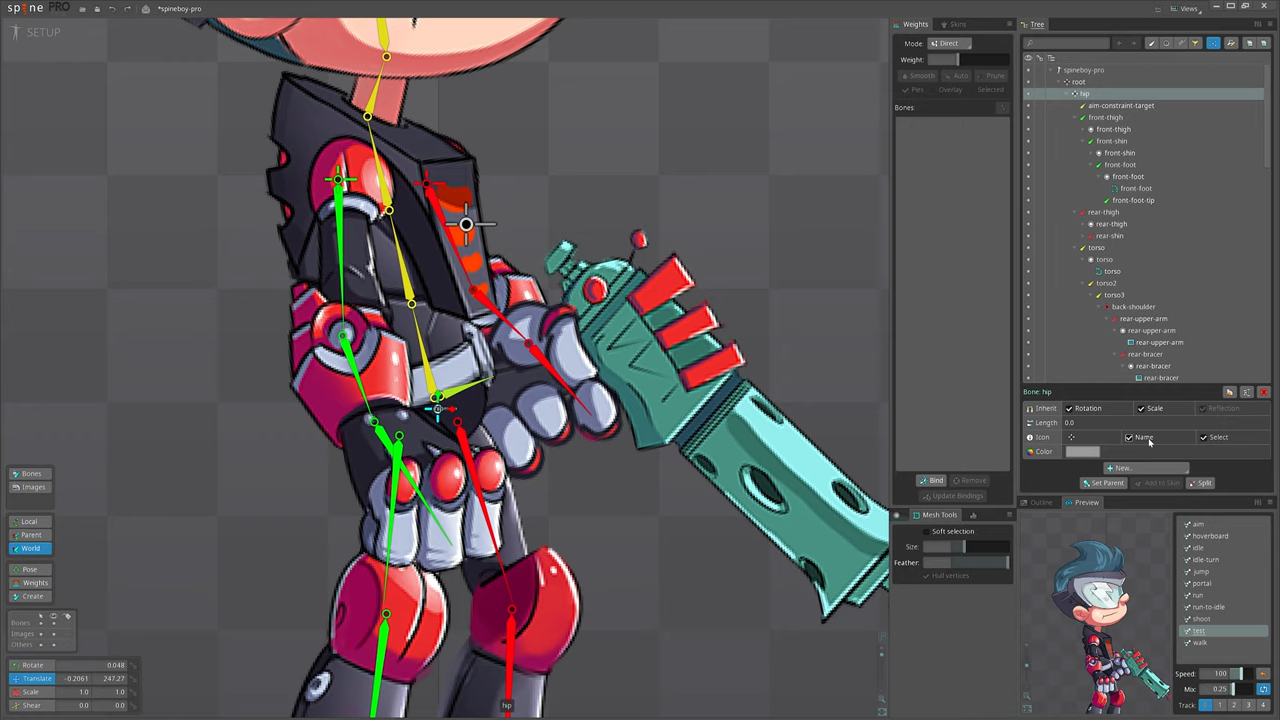 spine PRO
*spineboy-pro
Views
SETUP
Weights
Skins
Mode:
Direct
Weight:
Smooth
Auto
Prune
Pies
Overlay
Selected
Bones:
Bind
Remove
Update Bindings
Mesh Tools
Soft selection
Size:
Feather:
Hull vertices
Tree
spineboy-pro
root
hip
aim-constraint-target
front-thigh
front-thigh
front-shin
front-shin
front-foot
front-foot
front-foot
front-foot-tip
rear-thigh
rear-thigh
rear-shin
torso
torso
torso
torso2
torso3
back-shoulder
rear-upper-arm
rear-upper-arm
rear-upper-arm
rear-bracer
rear-bracer
rear-bracer
Bone: hip
Inherit
Rotation
Scale
Reflection
Length
0.0
Icon
Name
Select
Color
New...
Set Parent
Add to Skin
Split
Outline
Preview
aim
hoverboard
idle
idle-turn
jump
portal
run
run-to-idle
shoot
test
walk
Speed:
100
Mix:
0.25
Track:
1
2
3
4
Bones
Images
Local
Parent
World
Pose
Weights
Create
Bones
Images
Others
Rotate
0.048
Translate
-0.2061
247.27
Scale
1.0
1.0
Shear
0.0
0.0
hip